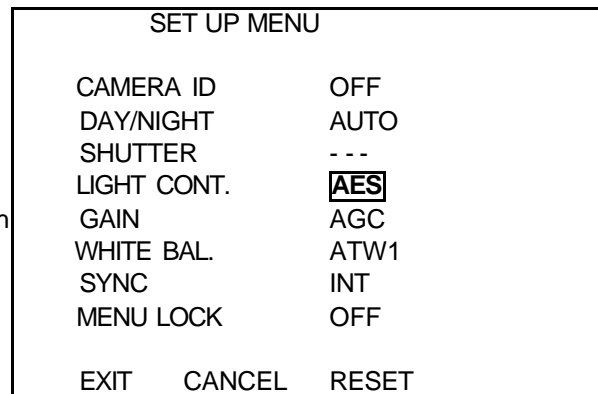 SET UP MENU
CAMERA ID OFF
DAY/NIGHT AUTO
SHUTTER - - -
LIGHT CONT. AES
n GAIN AGC
WHITE BAL. ATW1
SYNC INT
MENU LOCK OFF
EXIT CANCEL RESET